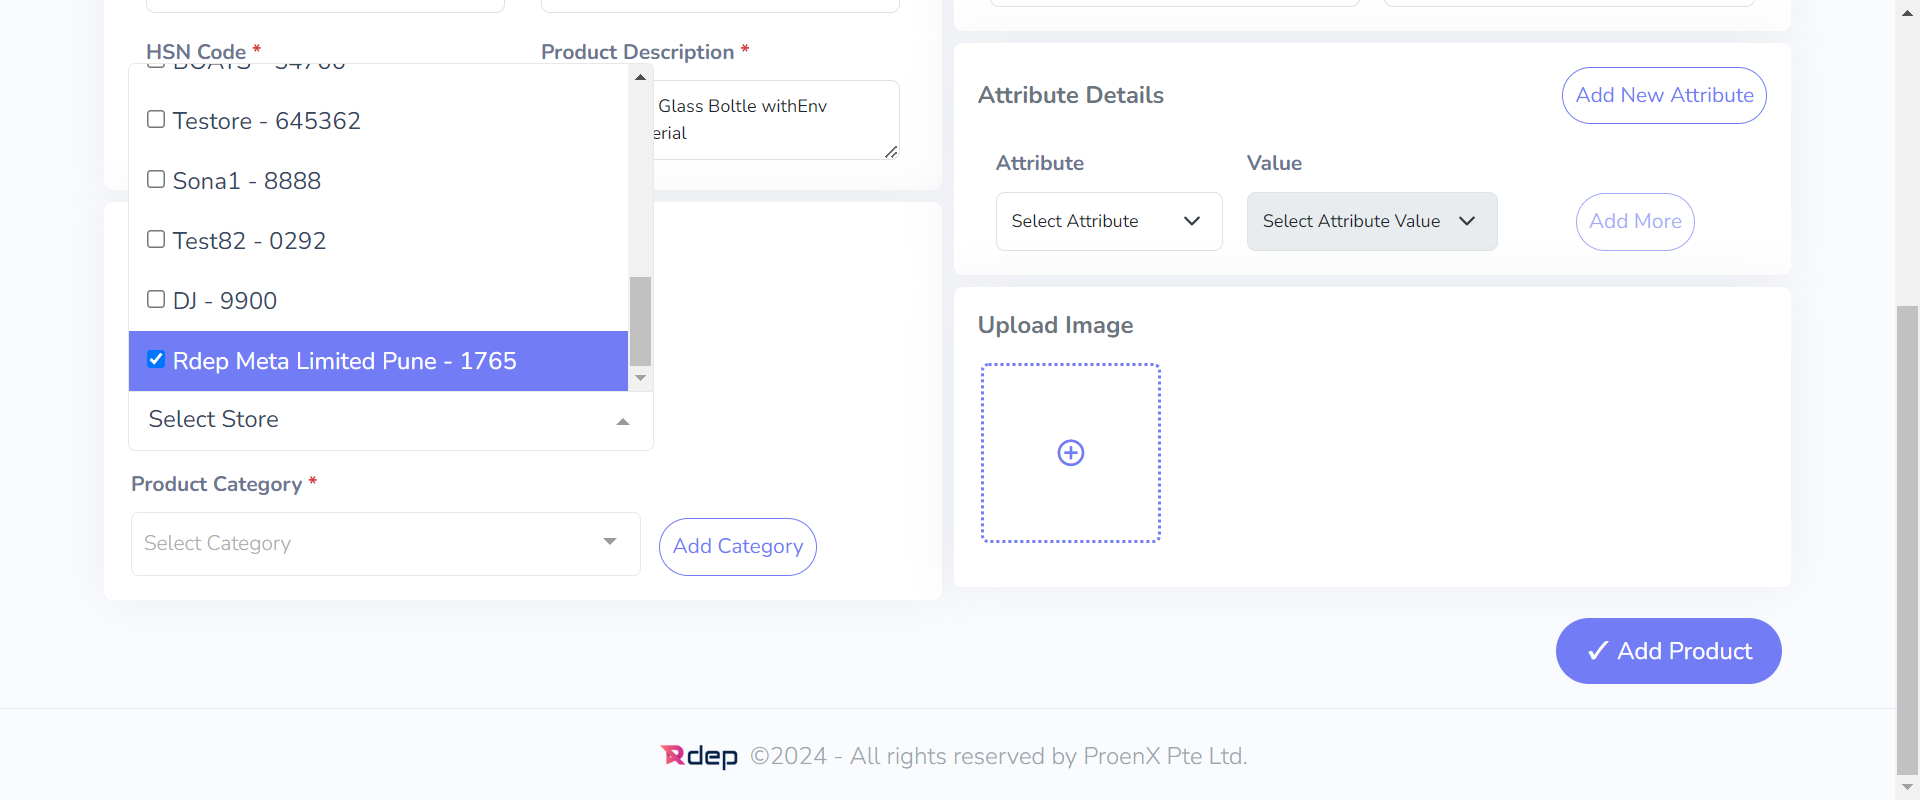 HSN Code *
Product Description *
BOATS - 54766
Testore - 645362
Sona1 - 8888
Test82 - 0292
DJ - 9900
Rdep Meta Limited Pune - 1765
Select Store
Glass Boltle withEnv
erial
Product Category *
Select Category
Add Category
Attribute Details
Add New Attribute
Attribute
Value
Select Attribute
Select Attribute Value
Add More
Upload Image
✓ Add Product
Rdep ©2024 - All rights reserved by ProenX Pte Ltd.